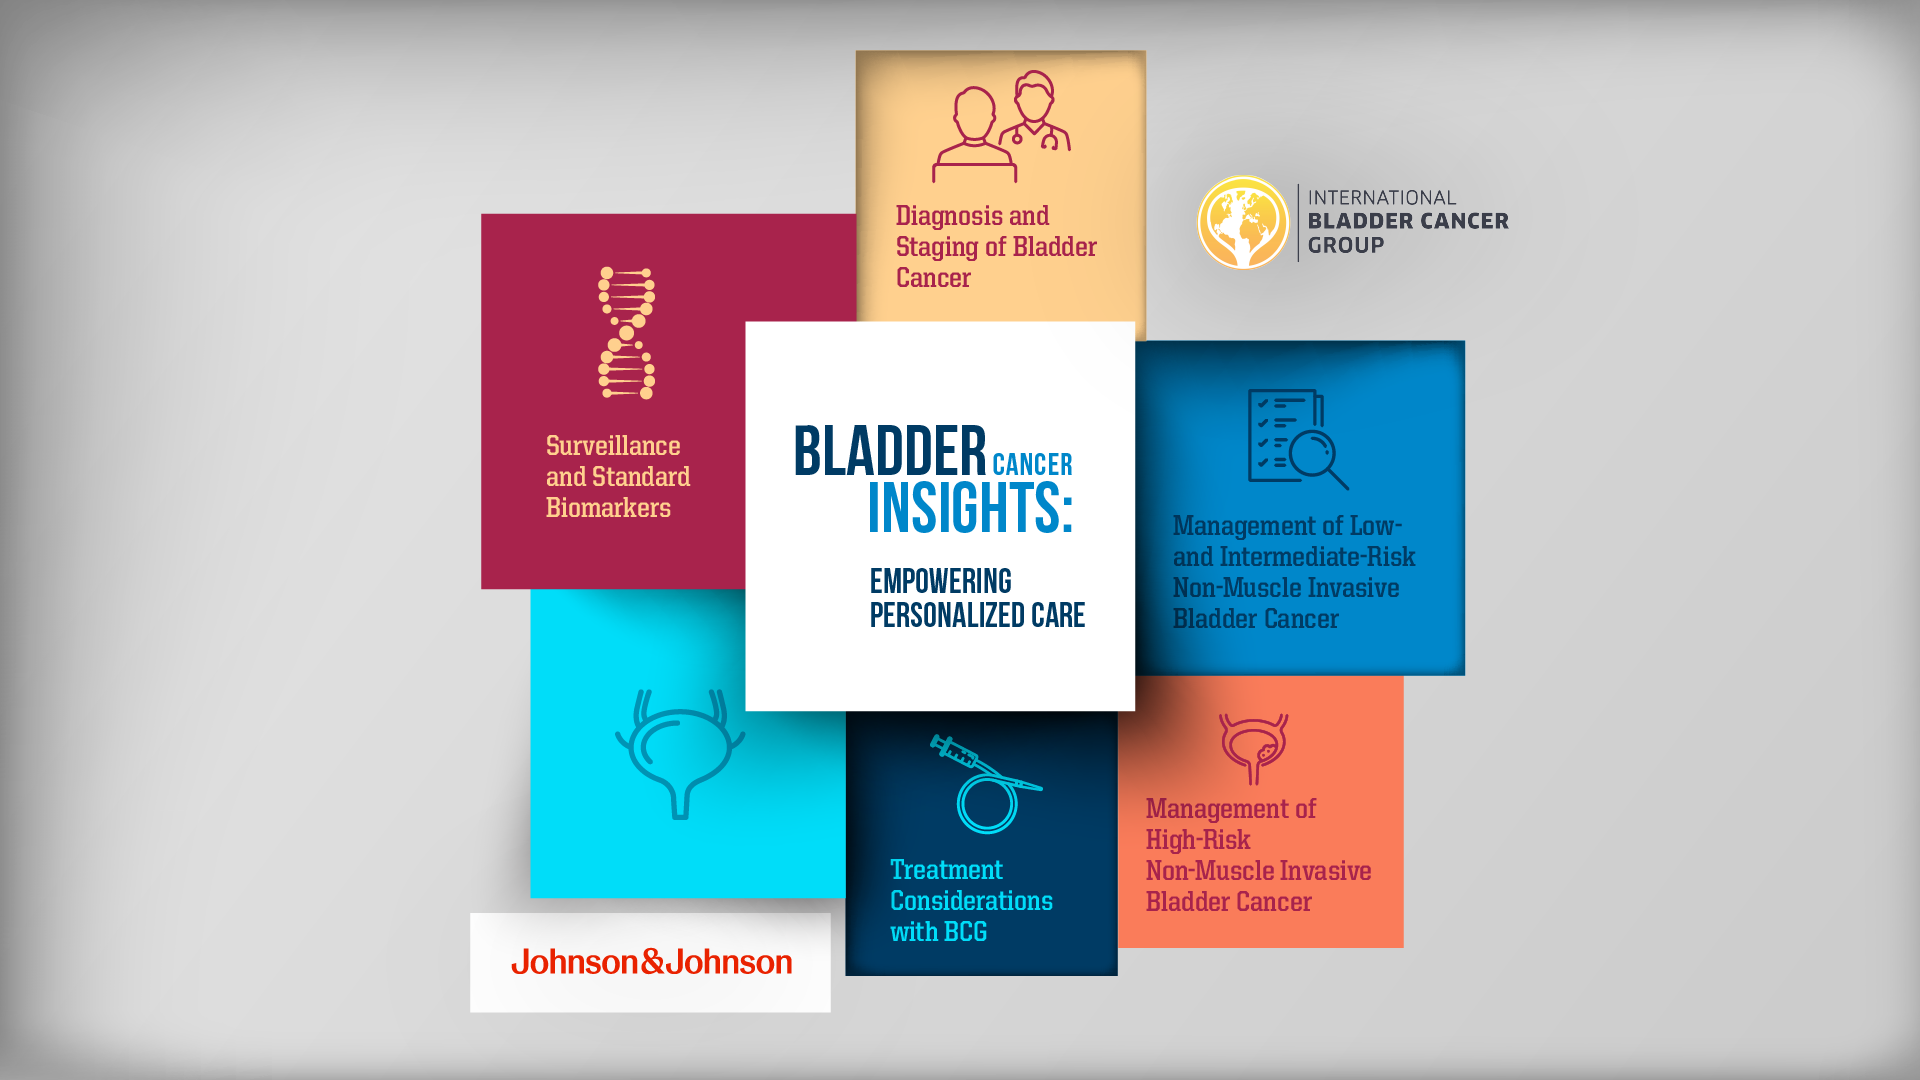 Diagnosis and
Staging of Bladder
Cancer
INTERNATIONAL
BLADDER CANCER
GROUP
Surveillance
and Standard
Biomarkers
BLADDER CANCER
INSIGHTS:
EMPOWERING
PERSONALIZED CARE
Management of Low-
and Intermediate-Risk
Non-Muscle Invasive
Bladder Cancer
Management of
High-Risk
Non-Muscle Invasive
Bladder Cancer
Treatment
Considerations
with BCG
Johnson&Johnson